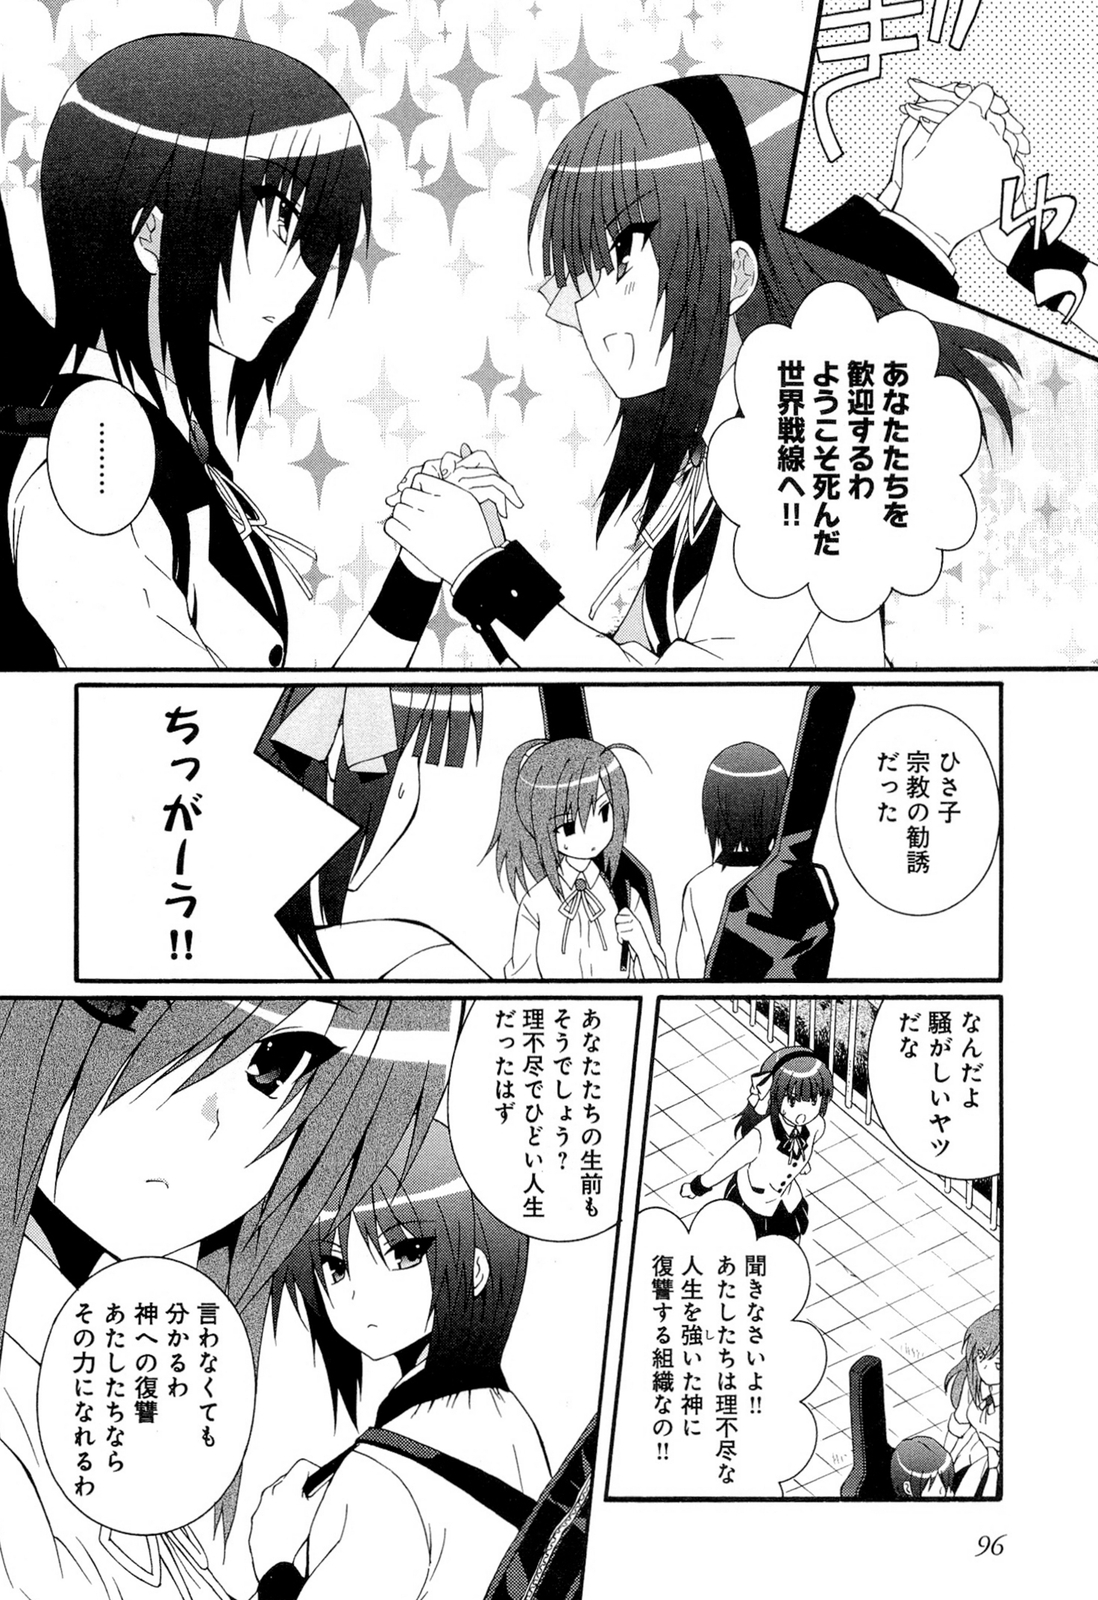 ぎゅ
あなたたちを
歓迎するわ
ようこそ死んだ
世界戦線へ!!
………
ひさ子
宗教の勧誘
だった
ちっがーう!!
なんだよ
騒がしいヤツ
だな
聞きなさいよ!!
あたしたちは理不尽な
人生を強いた神に
し
復讐する組織なの!!
あなたたちの生前も
そうでしょう?
理不尽でひどい人生
だったはず
言わなくても
分かるわ
神への復讐
あたしたちなら
その力になれるわ
96